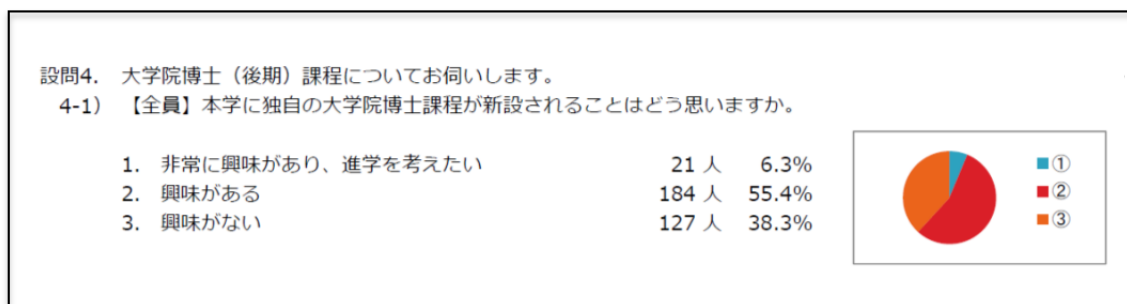 設問4. 大学院博士（後期）課程についてお伺いします。
4-1) 【全員】本学に独自の大学院博士課程が新設されることはどう思いますか。
1. 非常に興味があり、進学を考えたい 21 人 6.3%
2. 興味がある 184 人 55.4%
3. 興味がない 127 人 38.3%
①
②
③